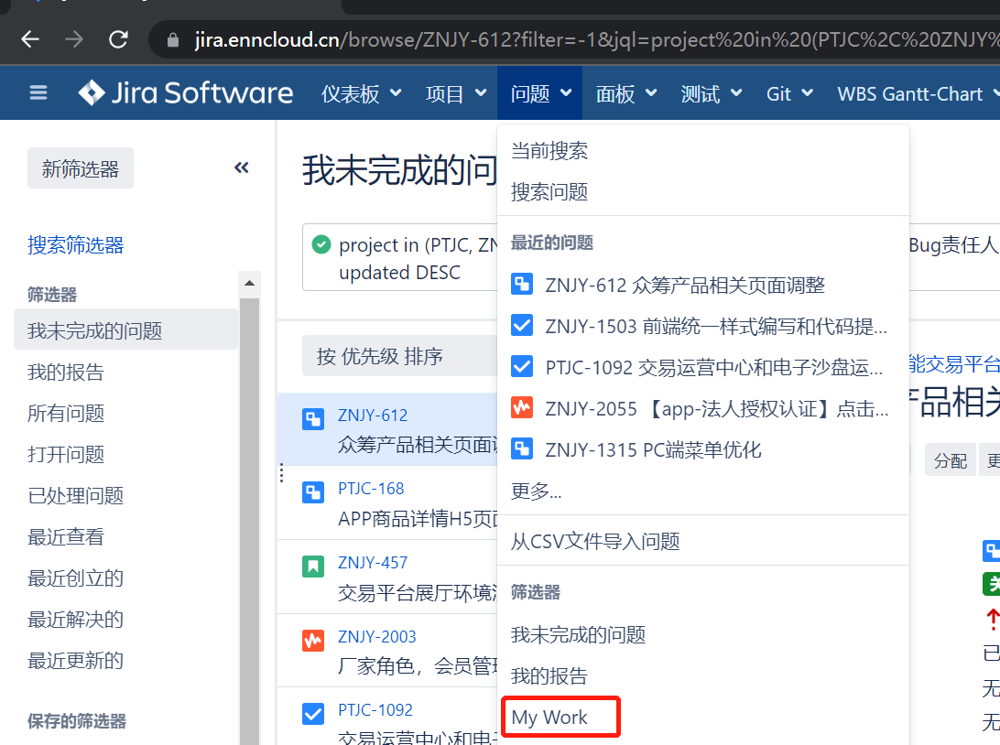 jira.enncloud.cn/browse/ZNJY-612?filter=-1&jql=project%20in%20(PTJC%2C%20ZNJY%
Jira Software 仪表板 项目 问题 面板 测试 Git WBS Gantt-Chart
新筛选器
搜索筛选器
筛选器
我未完成的问题
我的报告
所有问题
打开问题
已处理问题
最近查看
最近创立的
最近解决的
最近更新的
保存的筛选器
我未完成的问
project in (PTJC, ZN
updated DESC
按 优先级 排序
ZNJY-612
众筹产品相关页面
PTJC-168
APP商品详情H5页
ZNJY-457
交易平台展厅环境
ZNJY-2003
厂家角色，会员管
PTJC-1092
交易运营中心和电
当前搜索
搜索问题
最近的问题
ZNJY-612 众筹产品相关页面调整
ZNJY-1503 前端统一样式编写和代码提...
PTJC-1092 交易运营中心和电子沙盘运...
ZNJY-2055 【app-法人授权认证】点击...
ZNJY-1315 PC端菜单优化
更多...
从CSV文件导入问题
筛选器
我未完成的问题
我的报告
My Work
Bug责任人
能交易平台
产品相关
分配
更
关
已
无
无